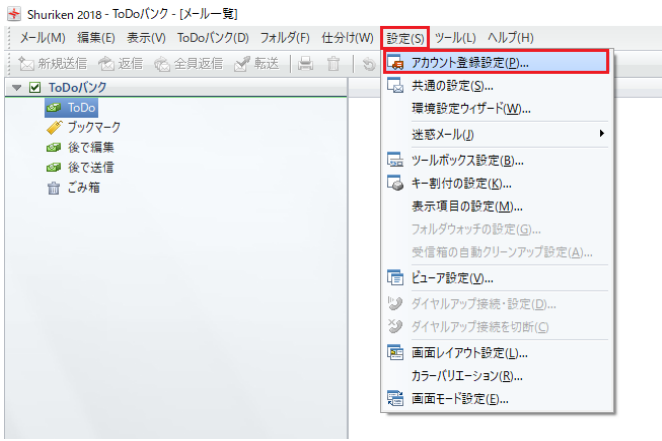 Shuriken 2018 - ToDoバンク - [メール一覧]
メール(M) 編集(E) 表示(V) ToDoバンク(D) フォルダ(F) 仕分け(W) 設定(S) ツール(L) ヘルプ(H)
新規送信 返信 全員返信 転送
ToDoバンク
ToDo
ブックマーク
後で編集
後で送信
ごみ箱
アカウント登録設定(P)...
共通の設定(S)...
環境設定ウィザード(W)...
迷惑メール(J)
ツールボックス設定(B)...
キー割付の設定(K)...
表示項目の設定(M)...
フォルダウォッチの設定(G)...
受信箱の自動クリーンアップ設定(A)...
ビューア設定(V)...
ダイヤルアップ接続・設定(D)...
ダイヤルアップ接続を切断(C)
画面レイアウト設定(L)...
カラーバリエーション(R)...
画面モード設定(E)...